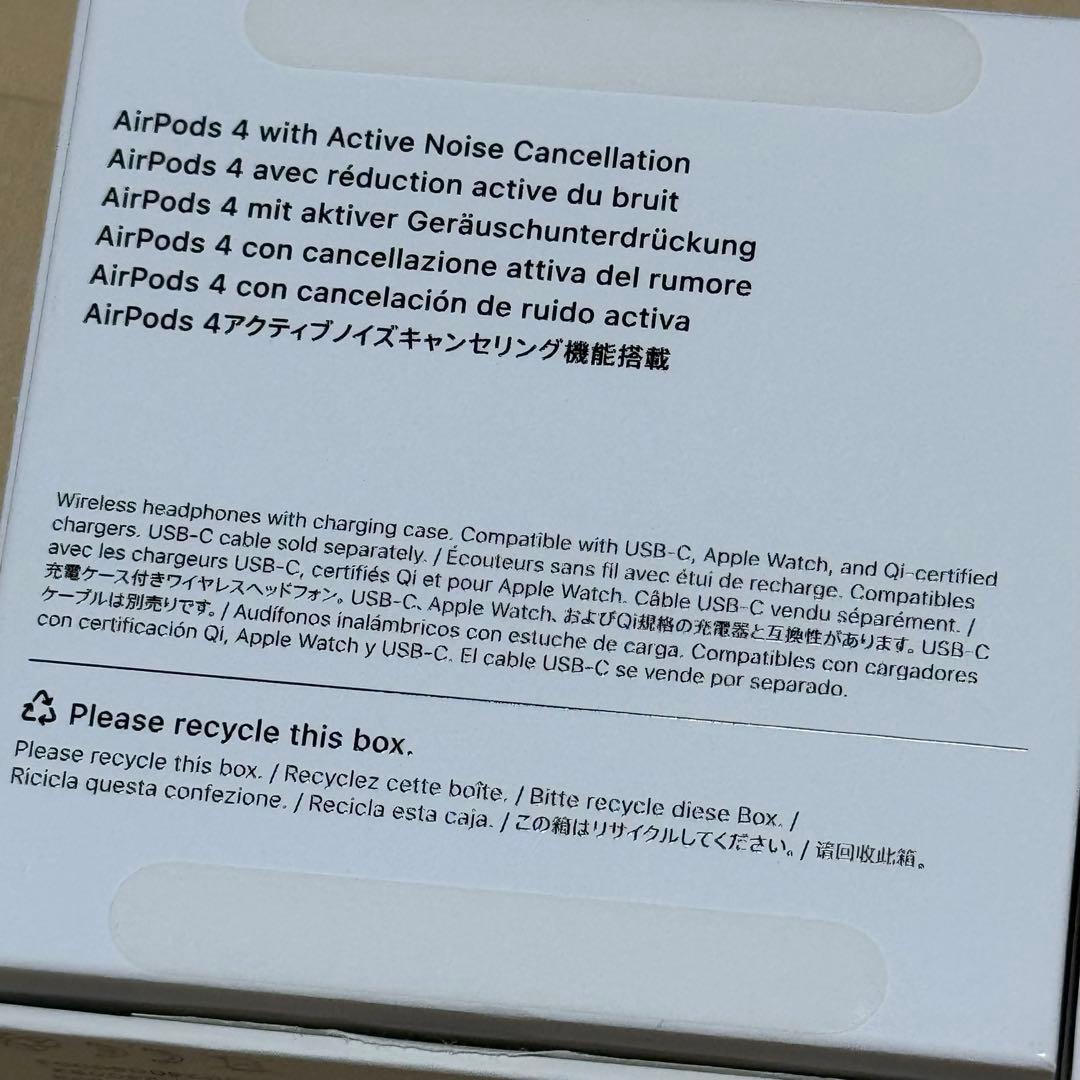 AirPods 4 with Active Noise Cancellation
AirPods 4 avec réduction active du bruit
AirPods 4 mit aktiver Geräuschunterdrückung
AirPods 4 con cancellazione attiva del rumore
AirPods 4 con cancelación de ruido activa
AirPods 4アクティブノイズキャンセリング機能搭載
Wireless headphones with charging case. Compatible with USB-C, Apple Watch, and Qi-certified
chargers. USB-C cable sold separately. / Écouteurs sans fil avec étui de recharge. Compatibles
avec les chargeurs USB-C, certifiés Qi et pour Apple Watch. Câble USB-C vendu séparément. /
充電ケース付きワイヤレスヘッドフォン。USB-C、Apple Watch、およびQi規格の充電器と互換性があります。USB-C
ケーブルは別売りです。/ Audífonos inalámbricos con estuche de carga. Compatibles con cargadores
con certificación Qi, Apple Watch y USB-C. El cable USB-C se vende por separado.
Please recycle this box.
Please recycle this box. / Recyclez cette boîte. / Bitte recycle diese Box. /
Ricicla questa confezione. / Recicla esta caja. / この箱はリサイクルしてください。/ 请回收此箱。